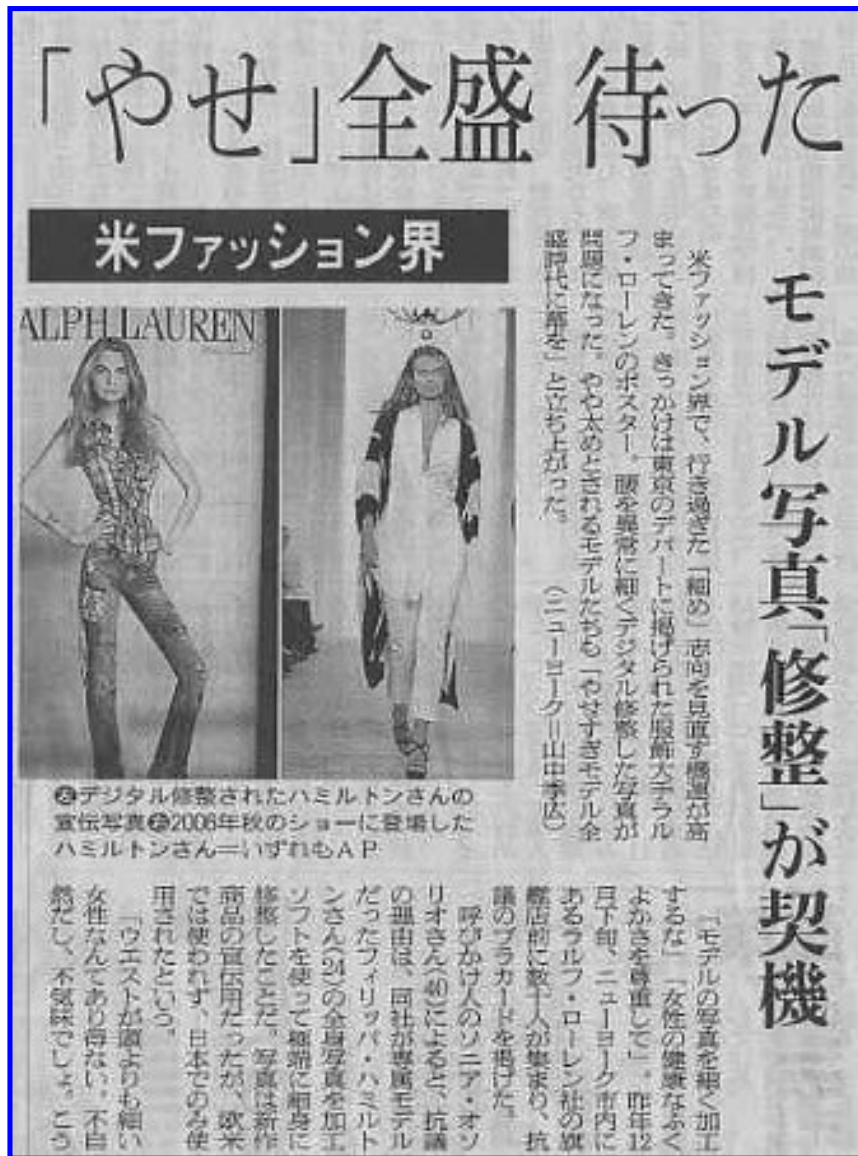 「やせ」全盛 待った
米ファッション界
モデル写真「修整」が契機
米ファッション界で、行き過ぎた「細め」志向を見直す機運が高
まってきた。きっかけは東京のデパートに掲げられた服飾大手ラル
フ・ローレンのポスター。腰を異常に細くデジタル修整した写真が
問題になった。やや太めとされるモデルたちも「やせすぎモデル全
盛時代に幕を」と立ち上がった。 （ニューヨーク＝山中季広）
ALPH LAUREN
左デジタル修整されたハミルトンさんの
宣伝写真右2006年秋のショーに登場した
ハミルトンさん＝いずれもＡＰ
「モデルの写真を細く加工
するな」「女性の健康なふく
よかさを尊重して」。昨年12
月下旬、ニューヨーク市内に
あるラルフ・ローレン社の旗
艦店前に数十人が集まり、抗
議のプラカードを掲げた。
呼びかけ人のソニア・オソ
リオさん(40)によると、抗議
の理由は、同社が専属モデル
だったフィリッパ・ハミルト
ンさん(24)の全身写真を加工
ソフトを使って極端に細身に
修整したことだ。写真は新作
商品の宣伝用だったが、欧米
では使われず、日本でのみ使
用されたという。
「ウエストが顔よりも細い
女性なんてあり得ない。不自
然だし、不気味でしょ。こう